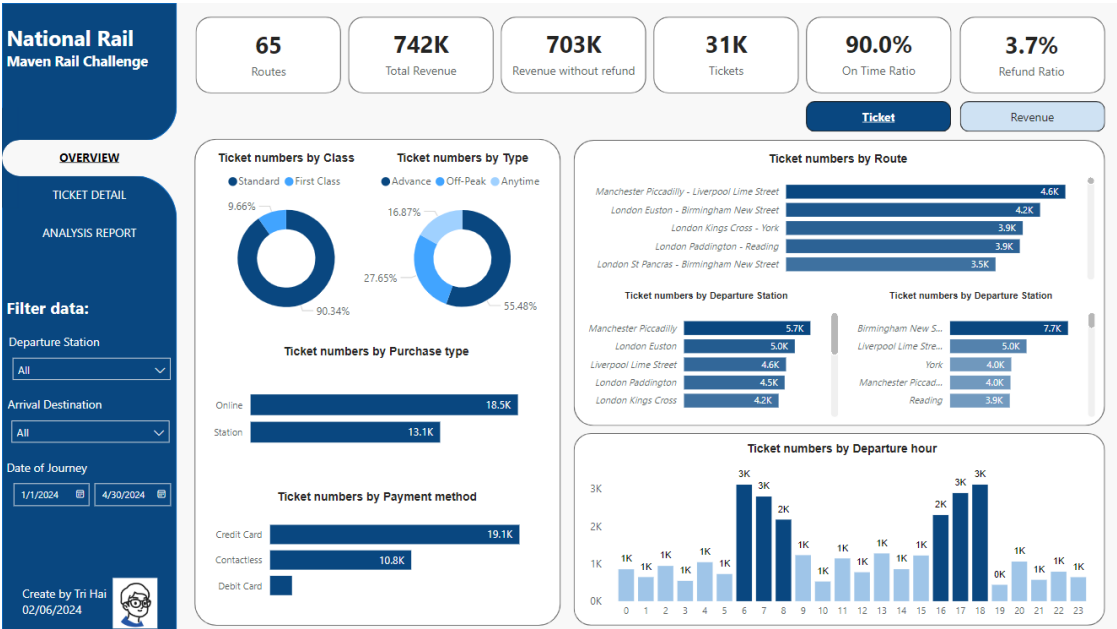 National Rail
Maven Rail Challenge
OVERVIEW
TICKET DETAIL
ANALYSIS REPORT
Filter data:
Departure Station
All
Arrival Destination
All
Date of Journey
1/1/2024 4/30/2024
Create by Tri Hai
02/06/2024
65
Routes
742K
Total Revenue
703K
Revenue without refund
31K
Tickets
90.0%
On Time Ratio
3.7%
Refund Ratio
Ticket
Revenue
Ticket numbers by Class
Standard First Class
9.66%
90.34%
Ticket numbers by Type
Advance Off-Peak Anytime
16.87%
27.65%
55.48%
Ticket numbers by Purchase type
Online 18.5K
Station 13.1K
Ticket numbers by Payment method
Credit Card 19.1K
Contactless 10.8K
Debit Card
Ticket numbers by Route
Manchester Piccadilly - Liverpool Lime Street 4.6K
London Euston - Birmingham New Street 4.2K
London Kings Cross - York 3.9K
London Paddington - Reading 3.9K
London St Pancras - Birmingham New Street 3.5K
Ticket numbers by Departure Station
Manchester Piccadilly 5.7K
London Euston 5.0K
Liverpool Lime Street 4.6K
London Paddington 4.5K
London Kings Cross 4.2K
Ticket numbers by Departure Station
Birmingham New S... 7.7K
Liverpool Lime Stre... 5.0K
York 4.0K
Manchester Piccad... 4.0K
Reading 3.9K
Ticket numbers by Departure hour
3K
2K
1K
0K
1K 1K 1K 1K 1K 1K 3K 3K 2K 1K 1K 1K 1K 1K 1K 1K 2K 3K 3K 0K 1K 1K 1K 1K
0 1 2 3 4 5 6 7 8 9 10 11 12 13 14 15 16 17 18 19 20 21 22 23